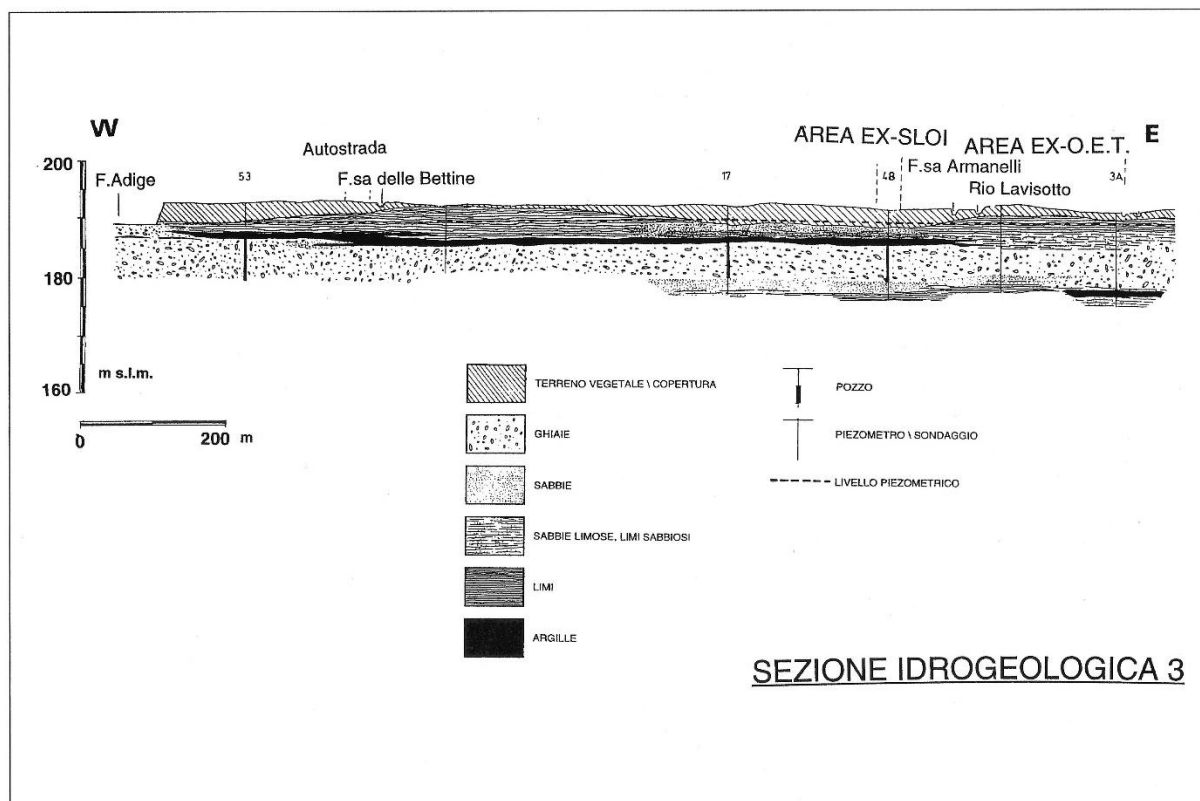 W
E
AREA EX-SLOI
AREA EX-O.E.T.
Autostrada
F.sa Armanelli
200
F.Adige
53
F.sa delle Bettine
17
48
Rio Lavisotto
3A
180
m s.l.m.
160
0 200 m
TERRENO VEGETALE \ COPERTURA
GHIAIE
SABBIE
SABBIE LIMOSE, LIMI SABBIOSI
LIMI
ARGILLE
POZZO
PIEZOMETRO \ SONDAGGIO
LIVELLO PIEZOMETRICO
SEZIONE IDROGEOLOGICA 3